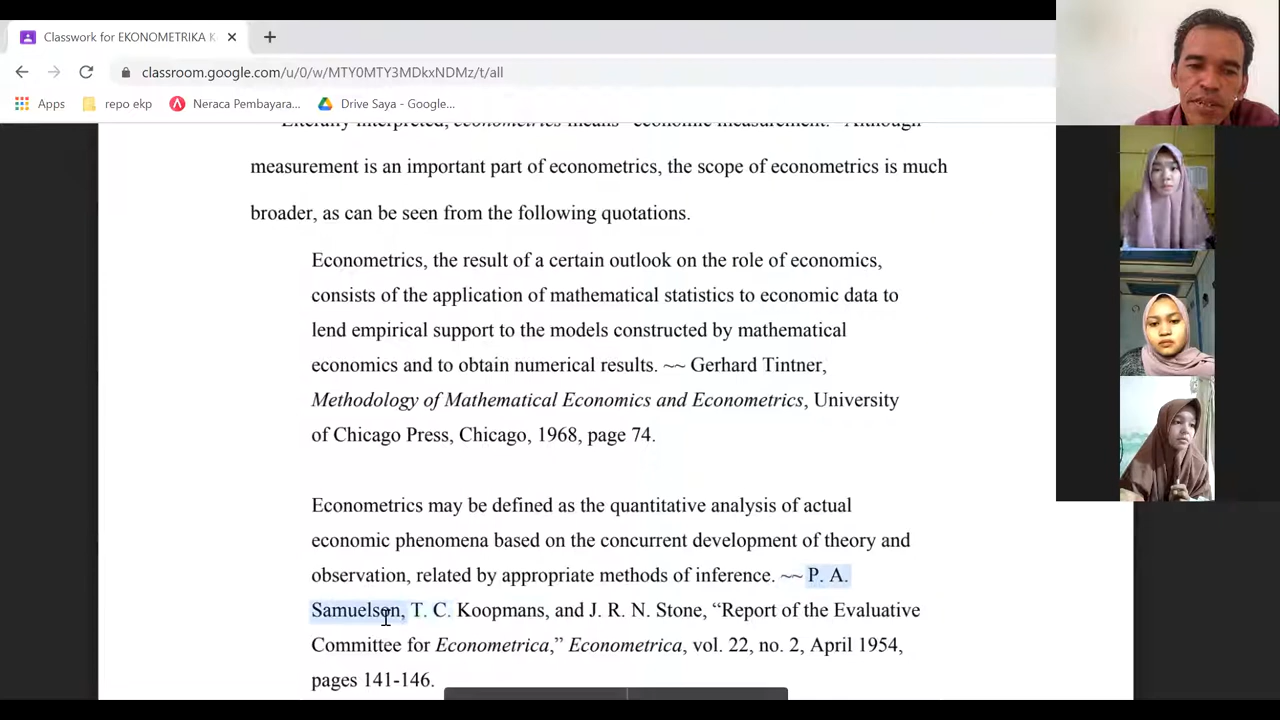 Classwork for EKONOMETRIKA K
classroom.google.com/u/0/w/MTY0MTY3MDkxNDMz/t/all
Apps repo ekp Neraca Pembayara... Drive Saya - Google...
Literally interpreted, econometrics means "economic measurement." Although
measurement is an important part of econometrics, the scope of econometrics is much
broader, as can be seen from the following quotations.
Econometrics, the result of a certain outlook on the role of economics,
consists of the application of mathematical statistics to economic data to
lend empirical support to the models constructed by mathematical
economics and to obtain numerical results. ~~ Gerhard Tintner,
Methodology of Mathematical Economics and Econometrics, University
of Chicago Press, Chicago, 1968, page 74.
Econometrics may be defined as the quantitative analysis of actual
economic phenomena based on the concurrent development of theory and
observation, related by appropriate methods of inference. ~~ P. A.
Samuelson, T. C. Koopmans, and J. R. N. Stone, “Report of the Evaluative
Committee for Econometrica,” Econometrica, vol. 22, no. 2, April 1954,
pages 141-146.